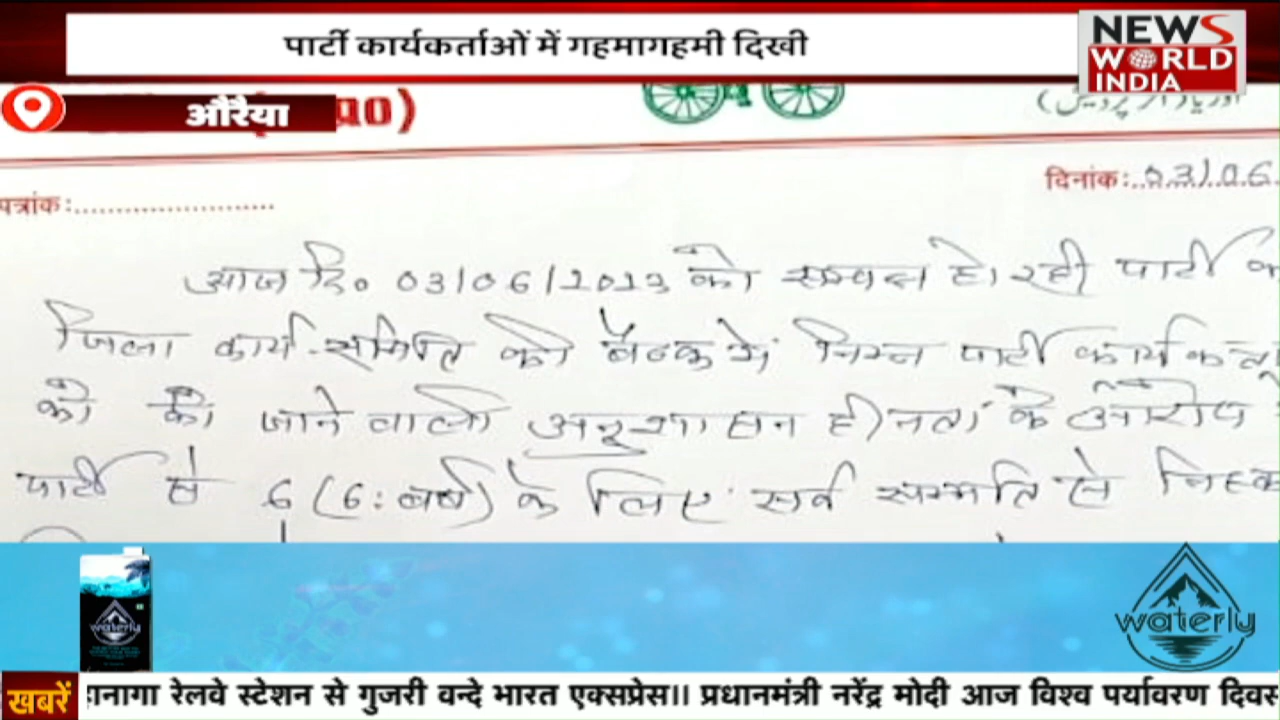 पार्टी कार्यकर्ताओं में गहमागहमी दिखी
NEWS
WORLD
INDIA
औरैया
प्र0)
दिनांक:...03/06
पत्रांक:........................
आज दि० 03/06/2023 को सम्पन्न हो रही पार्टी
जिला कार्य-समिति की बैठक में निम्न पार्टी
को की जाने वाली अनुशासन हीनता के आरोप
पार्टी से 6 (6: वर्ष) के लिए सर्व सम्मति से
waterly
waterly
खबरें
हानागा रेलवे स्टेशन से गुजरी वन्दे भारत एक्सप्रेस।। प्रधानमंत्री नरेंद्र मोदी आज विश्व पर्यावरण दिवस